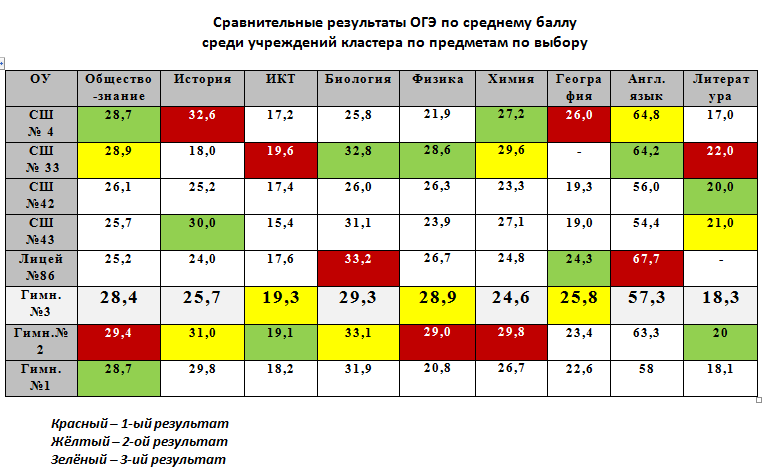 Сравнительные результаты ОГЭ по среднему баллу
среди учреждений кластера по предметам по выбору
ОУ Общество История ИКТ Биология Физика Химия Геогра Англ. Литерат
-знание фия язык ура
СШ 28,7 32,6 17,2 25,8 21,9 27,2 26,0 64,8 17,0
№ 4
СШ 28,9 18,0 19,6 32,8 28,6 29,6 - 64,2 22,0
№ 33
СШ 26,1 25,2 17,4 26,0 26,3 23,3 19,3 56,0 20,0
№42
СШ 25,7 30,0 15,4 31,1 23,9 27,1 19,0 54,4 21,0
№43
Лицей 25,2 24,0 17,6 33,2 26,7 24,8 24,3 67,7 -
№86
Гимн. 28,4 25,7 19,3 29,3 28,9 24,6 25,8 57,3 18,3
№3
Гимн.№ 29,4 31,0 19,1 33,1 29,0 29,8 23,4 63,3 20
2
Гимн. 28,7 29,8 18,2 31,9 20,8 26,7 22,6 58 18,1
№1
Красный – 1-ый результат
Жёлтый – 2-ой результат
Зелёный – 3-ий результат